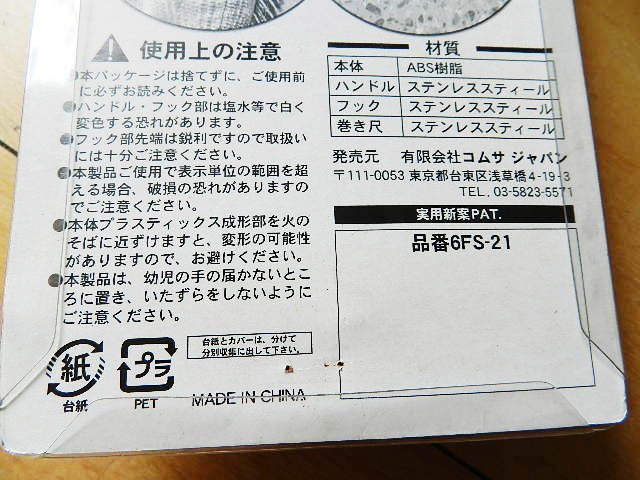 使用上の注意
●本パッケージは捨てずに、ご使用前
に必ずお読みください。
●ハンドル・フック部は塩水等で白く
変色する恐れがあります。
●フック部先端は鋭利ですので取扱い
には十分ご注意ください。
●本製品ご使用で表示単位の範囲を超
える場合、破損の恐れがありますの
でご注意ください。
●本体プラスティックス成形部を火の
そばに近ずけますと、変形の可能性
がありますので、お避けください。
●本製品は、幼児の手の届かないとこ
ろに置き、いたずらをしないように
ご注意ください。
紙
台紙
プラ
PET
台紙とカバーは、分けて
分別収集に出して下さい。
MADE IN CHINA
材質
本体 ABS樹脂
ハンドル ステンレススティール
フック ステンレススティール
巻き尺 ステンレススティール
発売元 有限会社コムサ ジャパン
〒111-0053 東京都台東区浅草橋4-19-3
TEL. 03-5823-5571
実用新案PAT.
品番6FS-21